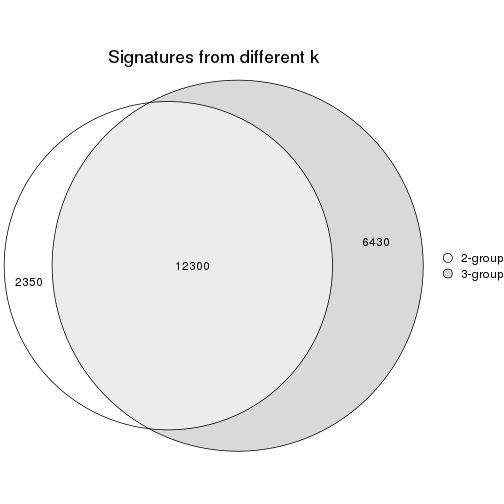 Signatures from different k
6430
2-group
12300
3-group
2350